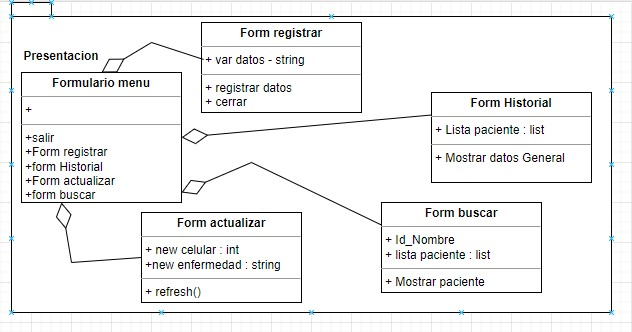 Presentacion
Formulario menu
+
+salir
+Form registrar
+form Historial
+Form actualizar
+form buscar
Form registrar
+ var datos - string
+ registrar datos
+ cerrar
Form Historial
+ Lista paciente : list
+ Mostrar datos General
Form actualizar
+ new celular : int
+new enfermedad : string
+ refresh()
Form buscar
+ Id_Nombre
+ lista paciente : list
+ Mostrar paciente